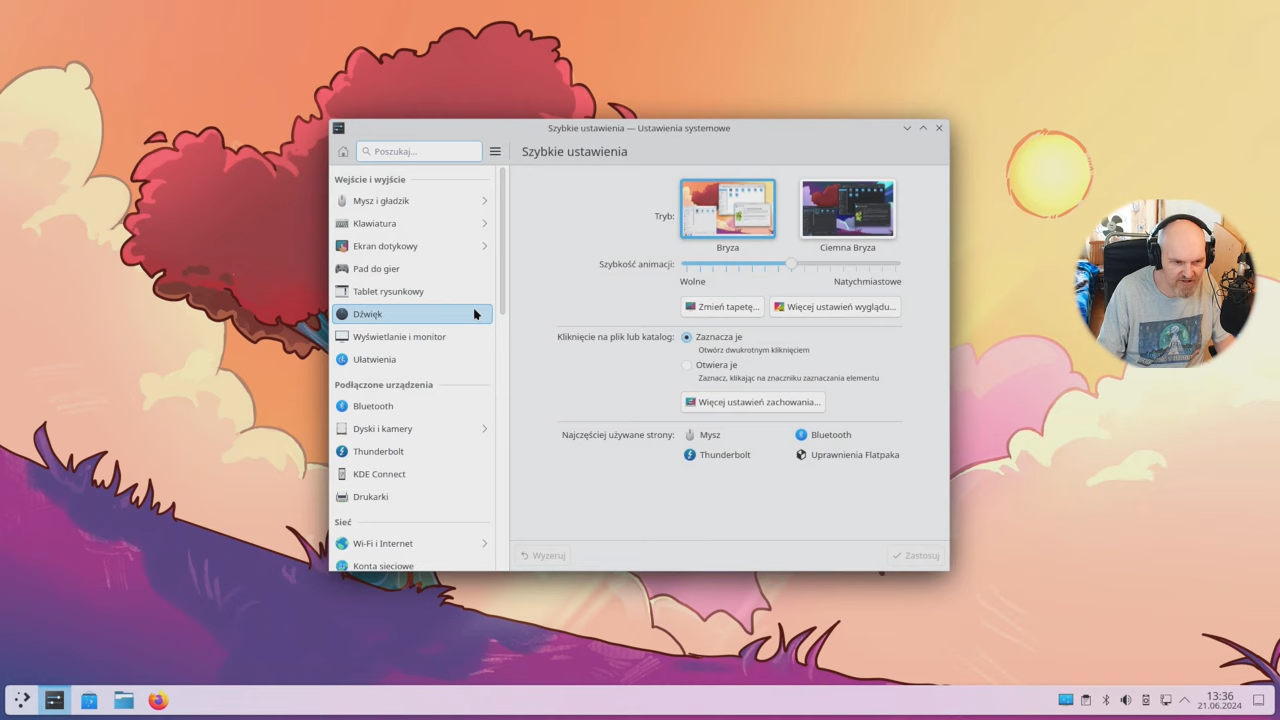 Szybkie ustawienia — Ustawienia systemowe
Poszukaj...
Szybkie ustawienia
Wejście i wyjście
Mysz i gładzik
Klawiatura
Ekran dotykowy
Pad do gier
Tablet rysunkowy
Dźwięk
Wyświetlanie i monitor
Ułatwienia
Podłączone urządzenia
Bluetooth
Dyski i kamery
Thunderbolt
KDE Connect
Drukarki
Sieć
Wi-Fi i Internet
Konta sieciowe
Tryb:
Bryza
Ciemna Bryza
Szybkość animacji:
Wolne
Natychmiastowe
Zmień tapetę...
Więcej ustawień wyglądu...
Kliknięcie na plik lub katalog:
Zaznacza je
Otwórz dwukrotnym kliknięciem
Otwiera je
Zaznacz, klikając na znaczniku zaznaczania elementu
Więcej ustawień zachowania...
Najczęściej używane strony:
Mysz
Bluetooth
Thunderbolt
Uprawnienia Flatpaka
Wyzeruj
Zastosuj
13:36
21.06.2024